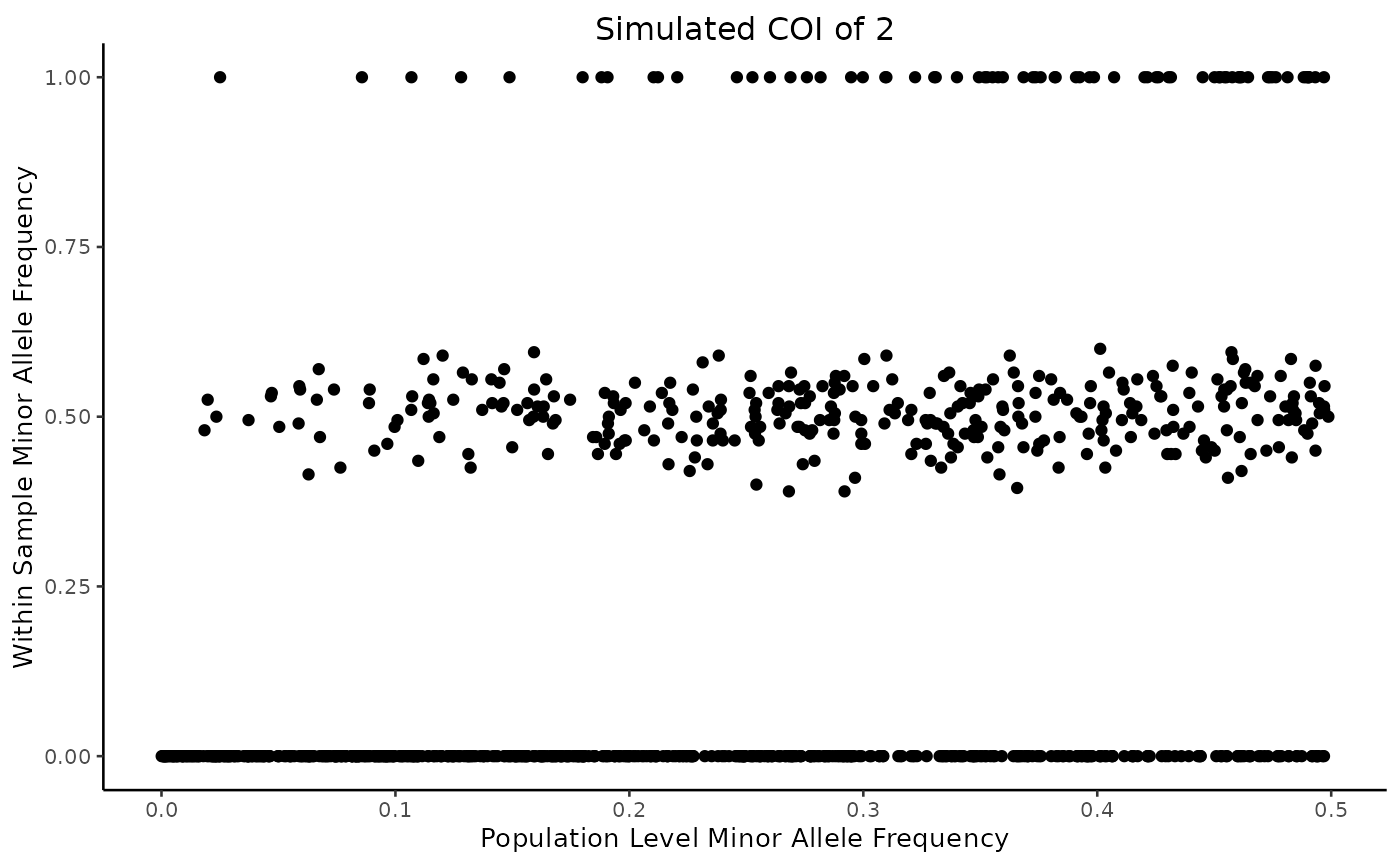 Simulated COI of 2
Within Sample Minor Allele Frequency
1.00
0.75
0.50
0.25
0.00
0.0 0.1 0.2 0.3 0.4 0.5
Population Level Minor Allele Frequency